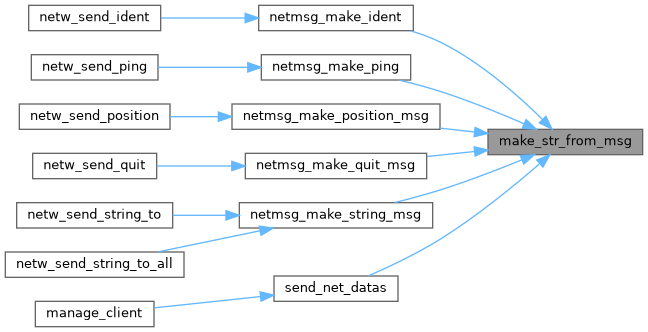 netw_send_ident
netmsg_make_ident
netw_send_ping
netmsg_make_ping
netw_send_position
netmsg_make_position_msg
make_str_from_msg
netw_send_quit
netmsg_make_quit_msg
netw_send_string_to
netmsg_make_string_msg
netw_send_string_to_all
send_net_datas
manage_client